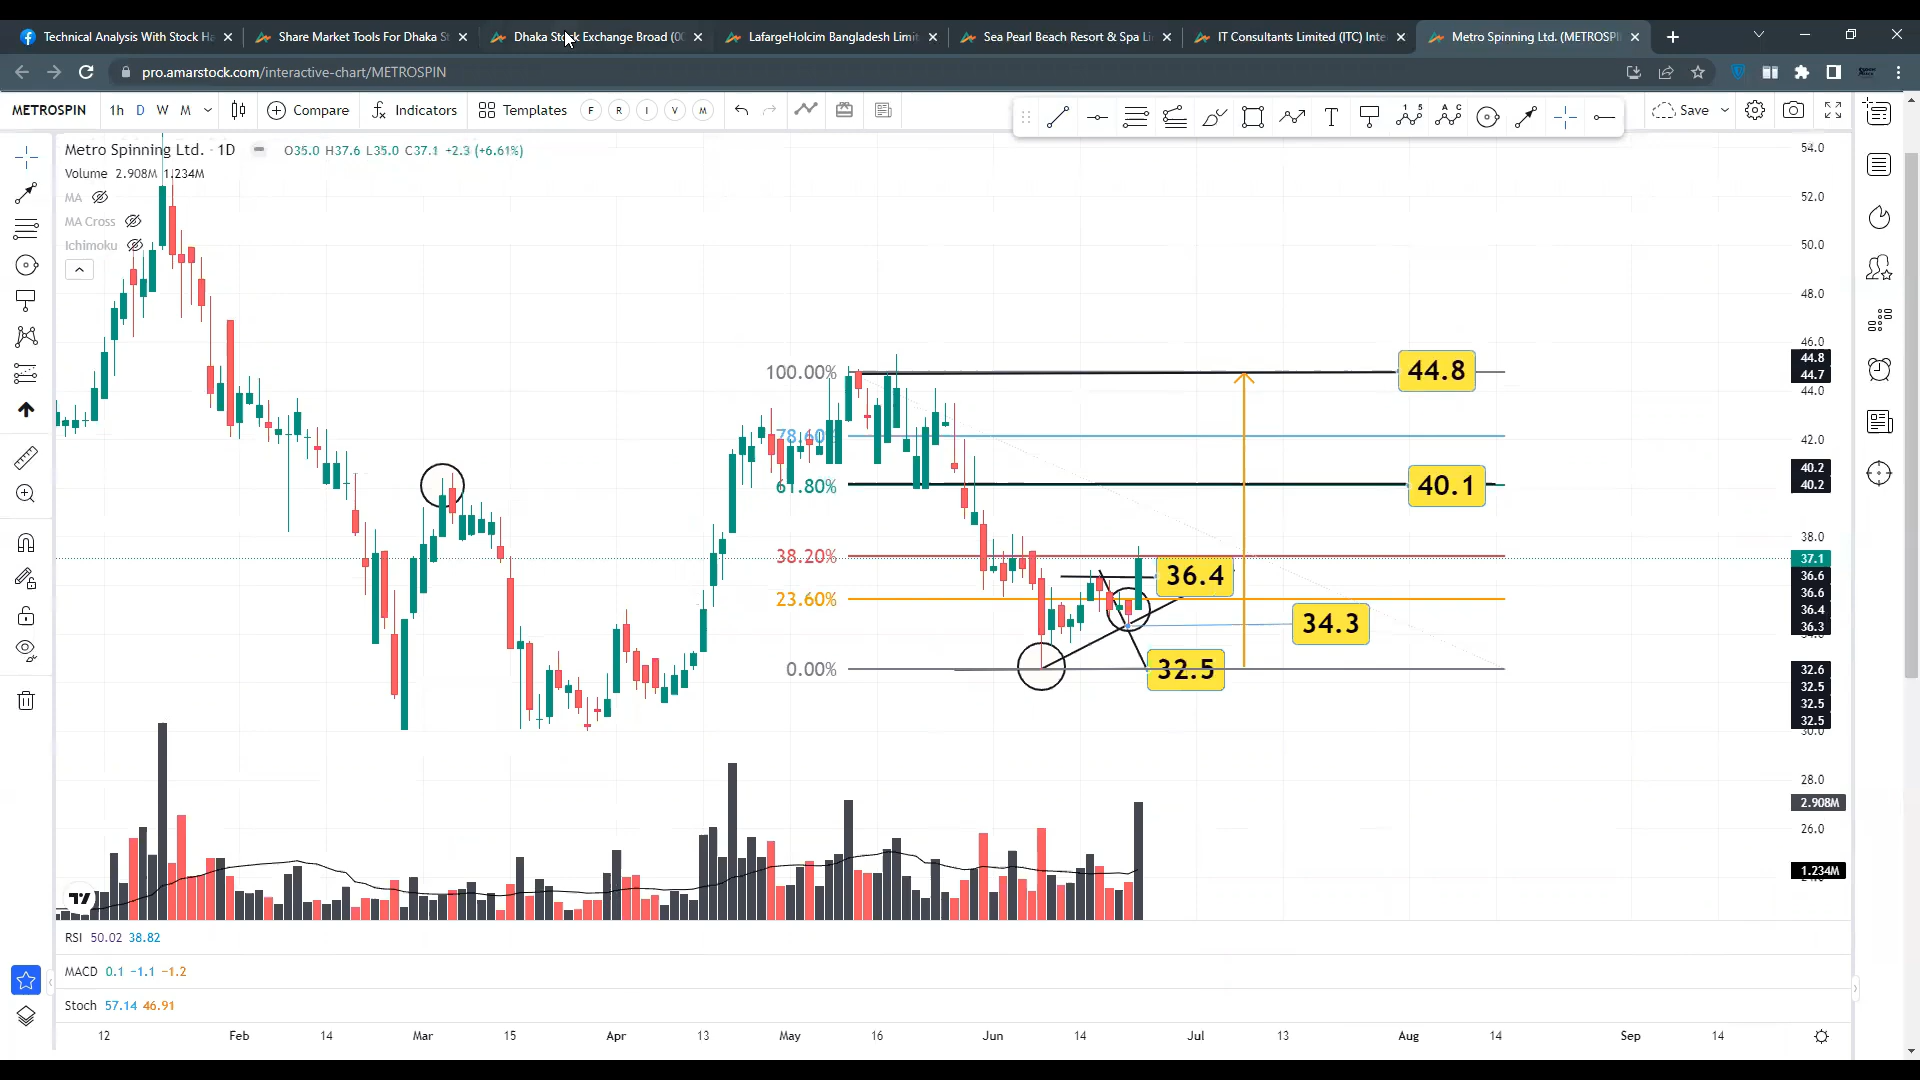 Technical Analysis With Stock Ha
Share Market Tools For Dhaka S
Dhaka Stock Exchange Broad (00
LafargeHolcim Bangladesh Limit
Sea Pearl Beach Resort & Spa Li
IT Consultants Limited (ITC) Inte
Metro Spinning Ltd. (METROSPI
pro.amarstock.com/interactive-chart/METROSPIN
METROSPIN 1h D W M Compare Indicators Templates F R I V M Save
Metro Spinning Ltd. · 1D O35.0 H37.6 L35.0 C37.1 +2.3 (+6.61%)
Volume 2.908M 1.234M
MA
MA Cross
Ichimoku
54.0
52.0
50.0
48.0
46.0
100.00% 44.8 44.8
44.7
44.0
78.60% 42.0
40.2
61.80% 40.1 40.2
38.0
38.20% 37.1
36.4 36.6
23.60% 36.6
36.4
34.3 36.3
0.00% 32.5 32.6
32.5
32.5
32.5
30.0
28.0
2.908M
26.0
1.234M
RSI 50.02 38.82
MACD 0.1 −1.1 −1.2
Stoch 57.14 46.91
12 Feb 14 Mar 15 Apr 13 May 16 Jun 14 Jul 13 Aug 14 Sep 14